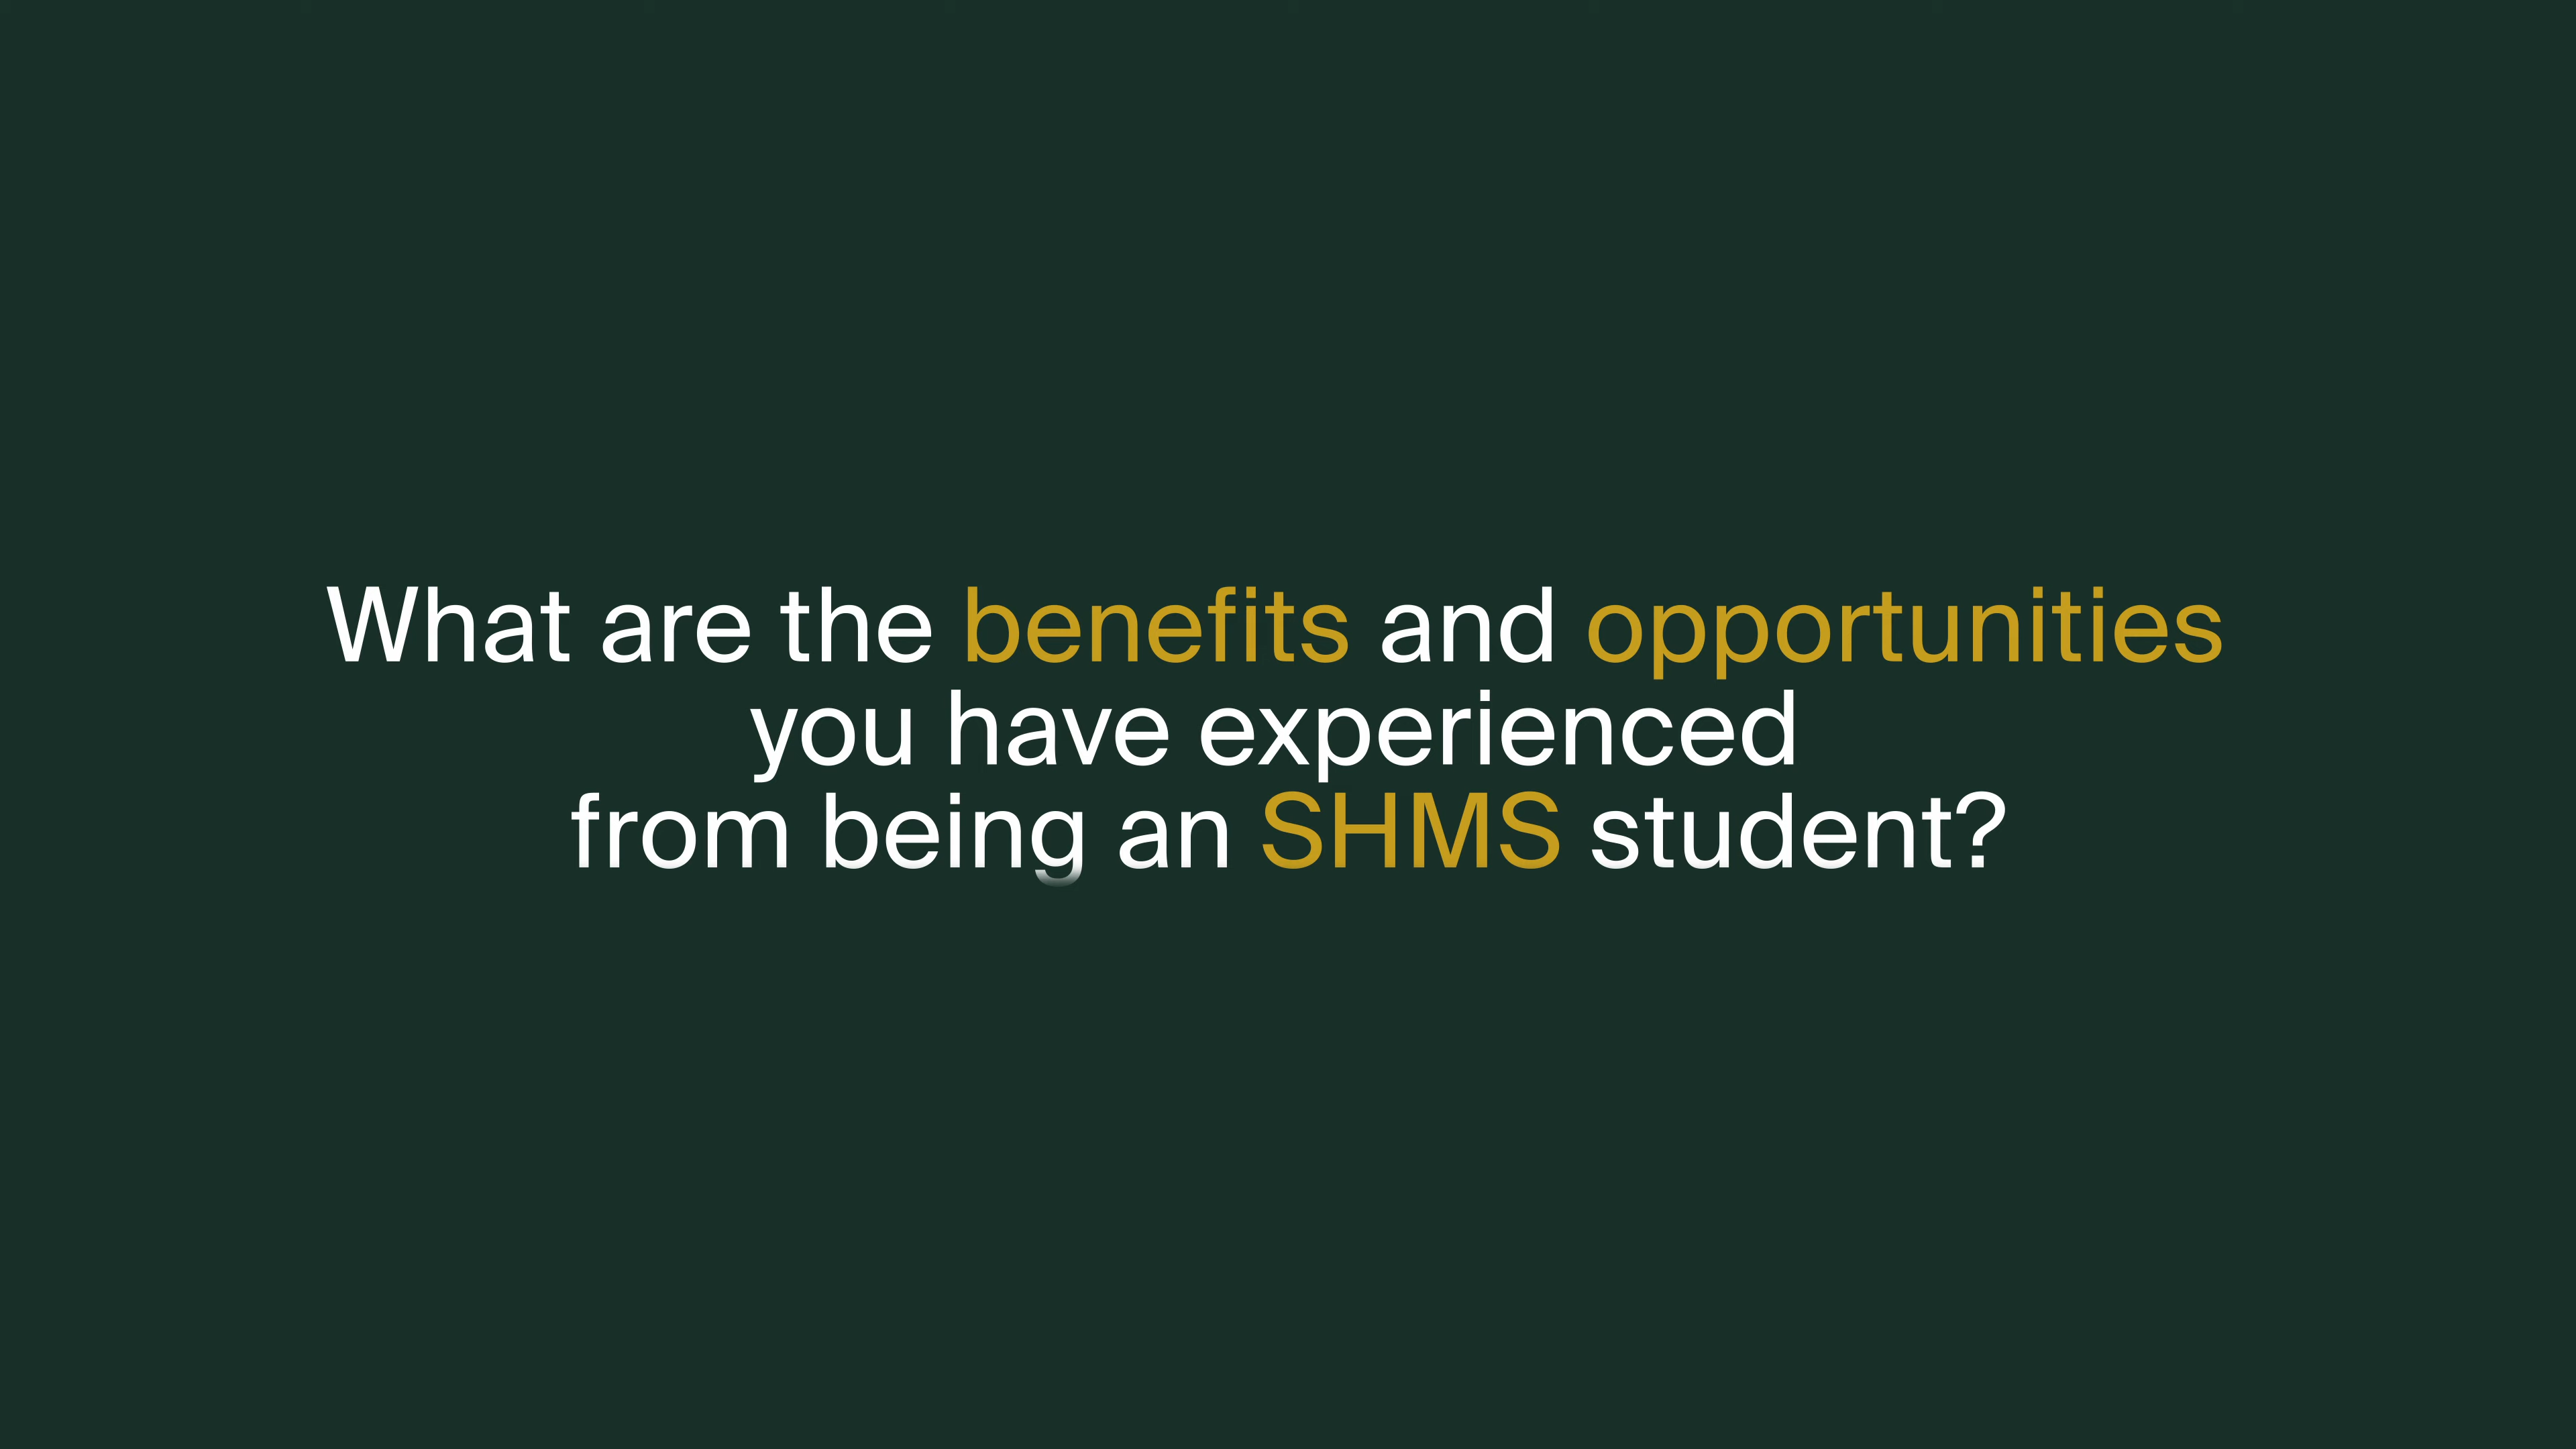 What are the benefits and opportunities
you have experienced
from being an SHMS student?